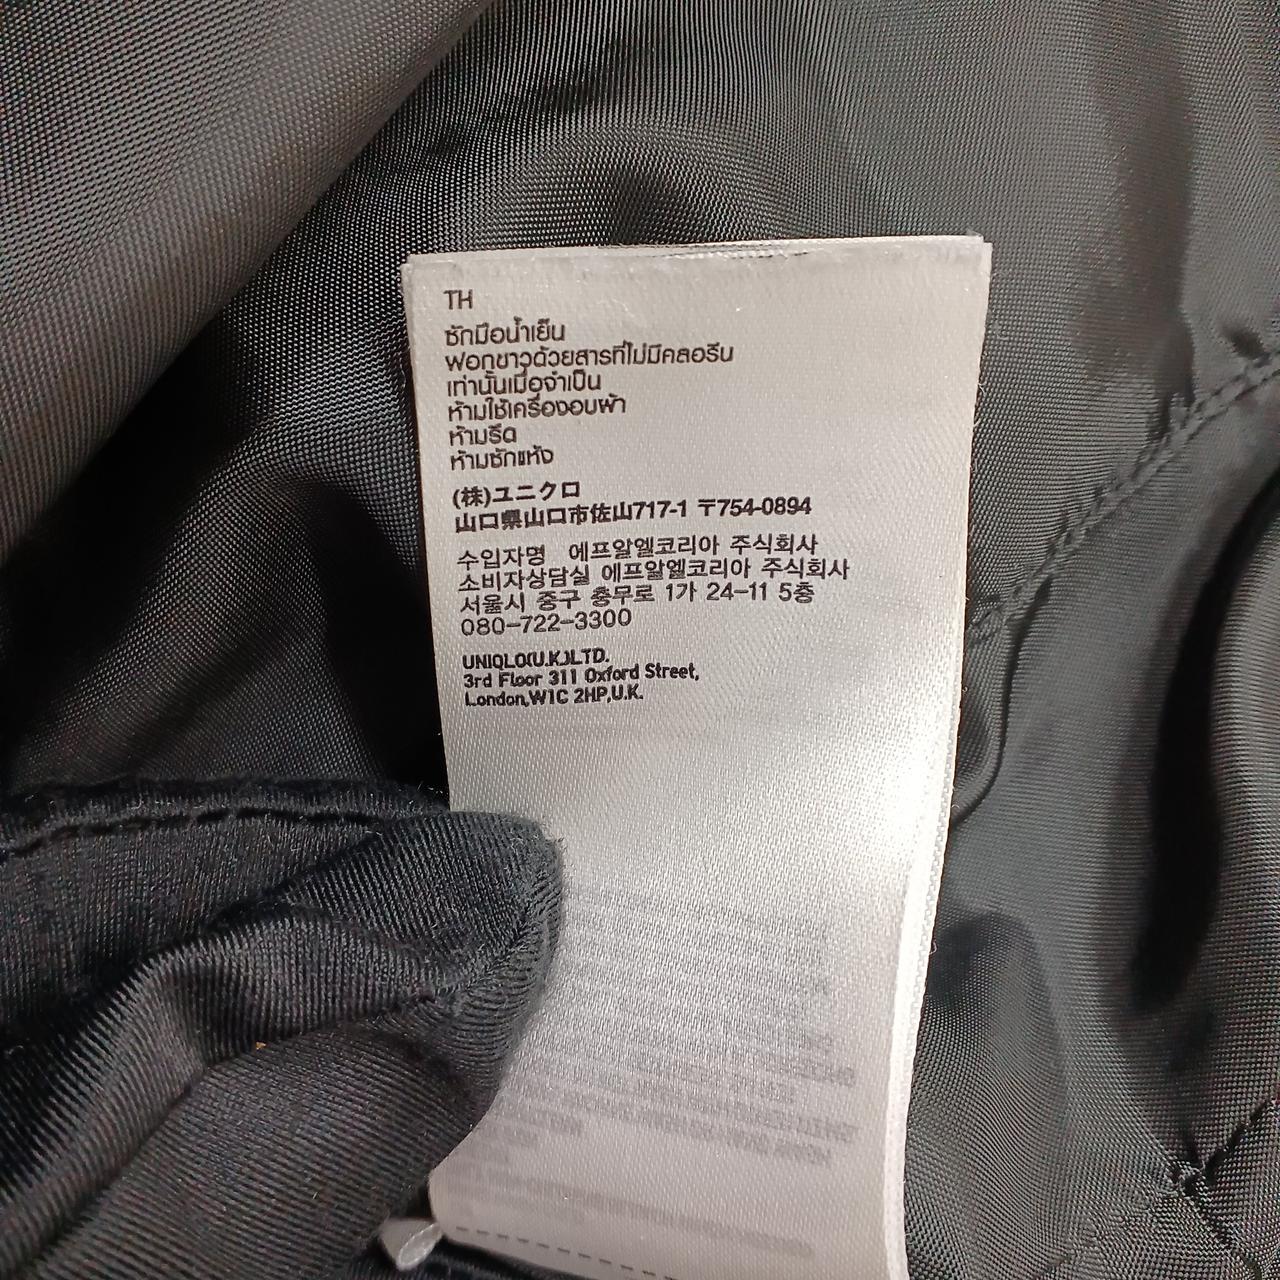 TH
ซักมือน้ำเย็น
ฟอกขาวด้วยสารที่ไม่มีคลอรีน
เท่านั้นเมื่อจำเป็น
ห้ามใช้เครื่องอบผ้า
ห้ามรีด
ห้ามซักแห้ง
(株)ユニクロ
山口県山口市佐山717-1 〒754-0894
수입자명 에프알엘코리아 주식회사
소비자상담실 에프알엘코리아 주식회사
서울시 중구 충무로 1가 24-11 5층
080-722-3300
UNIQLO(U.K.)LTD.
3rd Floor 311 Oxford Street,
London,W1C 2HP,U.K.